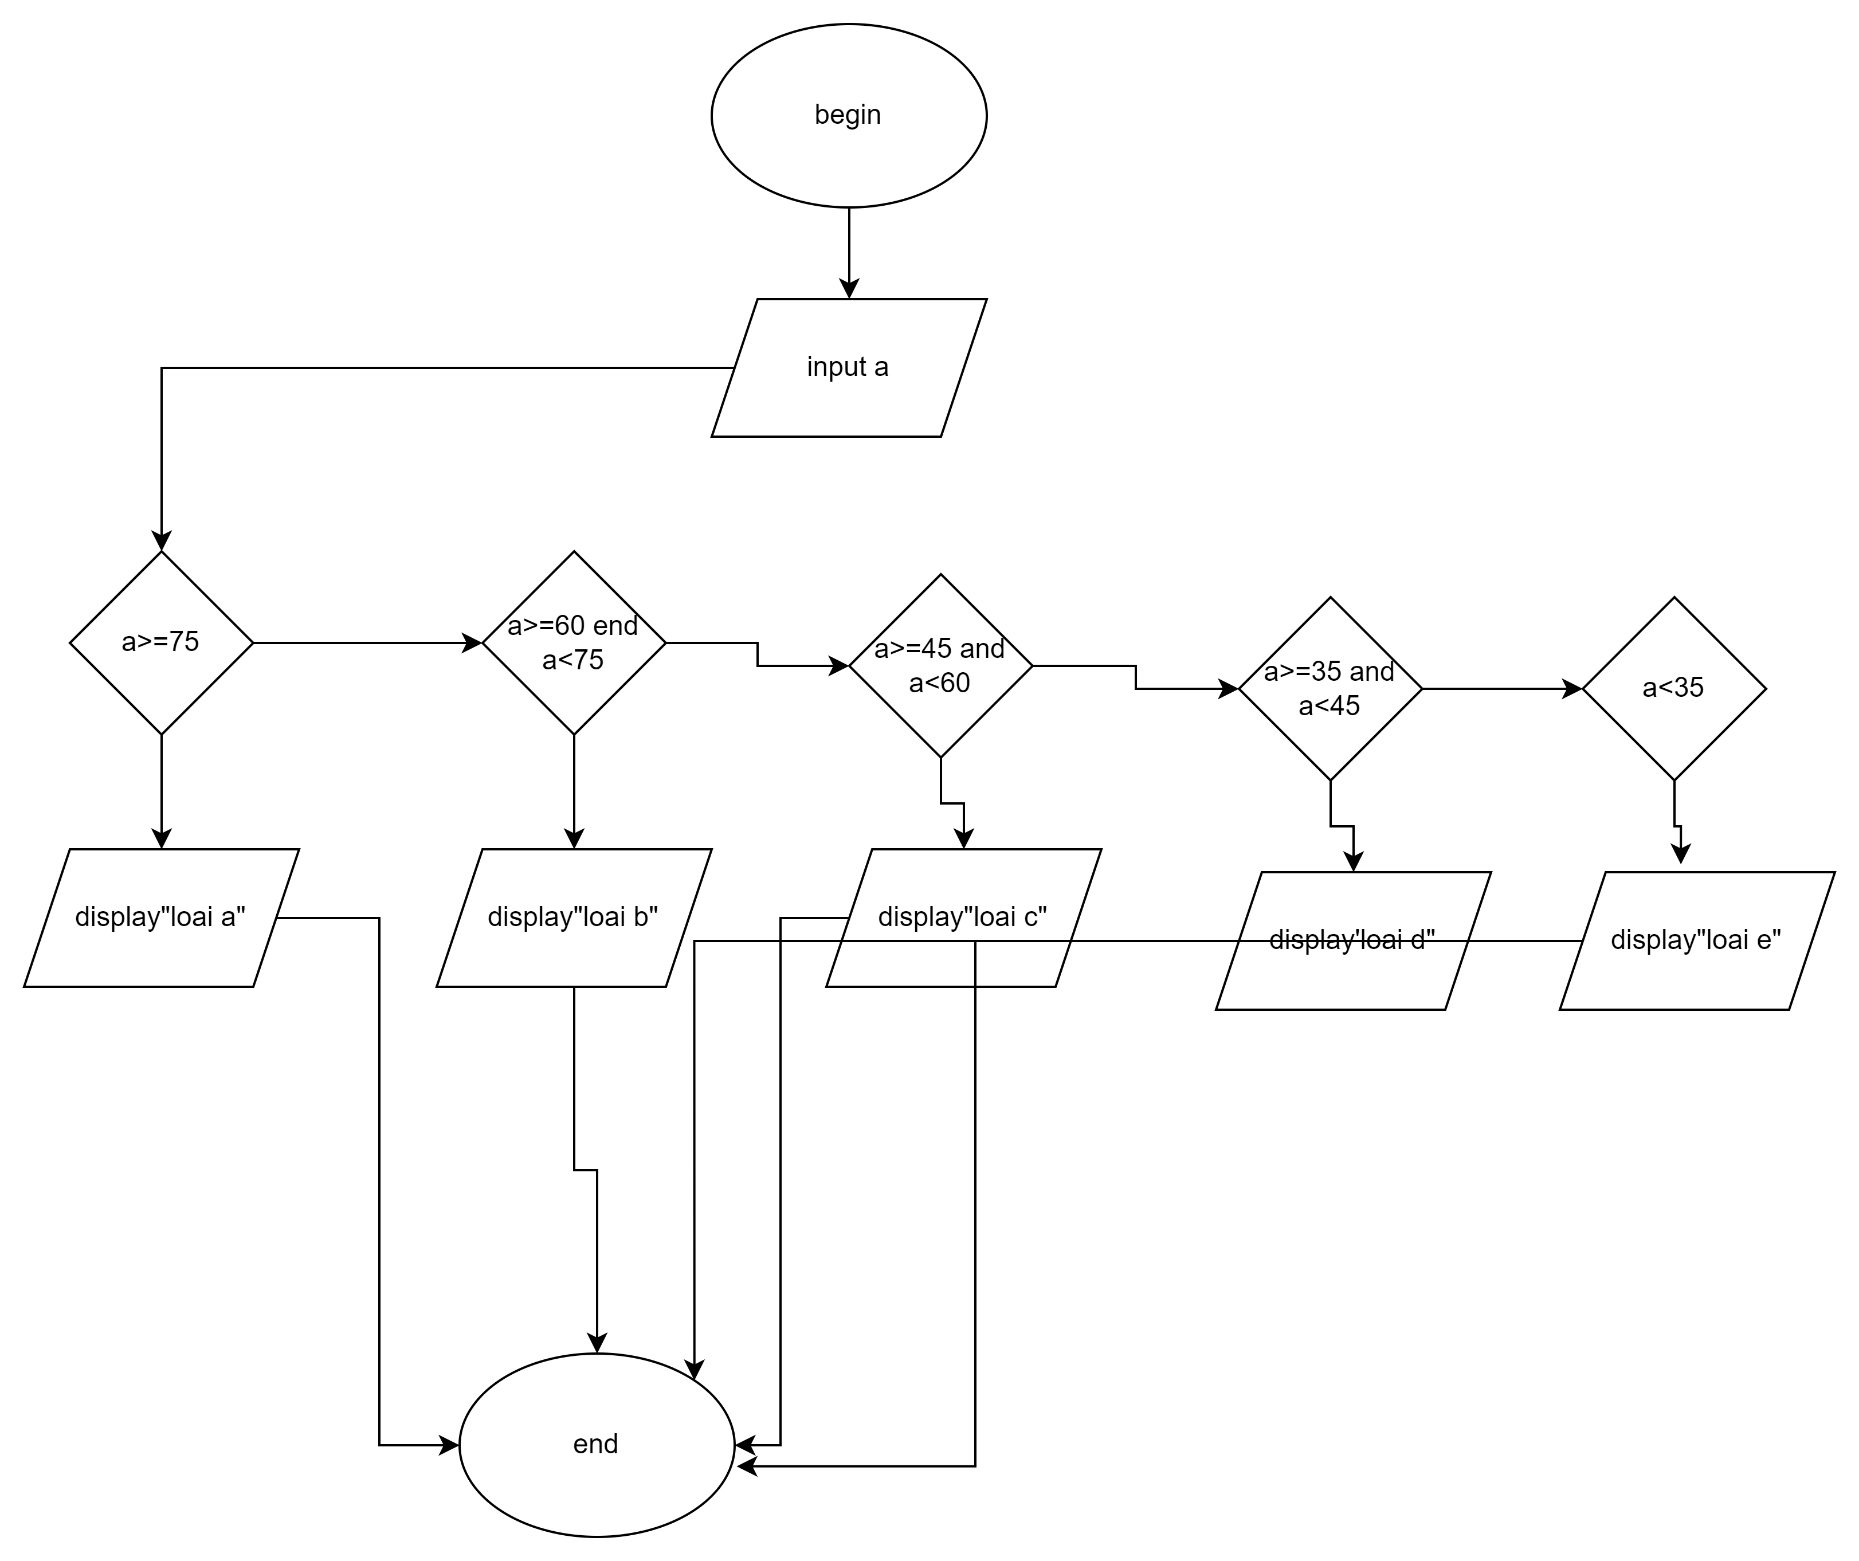 begin
input a
a>=75
a>=60 end
a<75
a>=45 and
a<60
a>=35 and
a<45
a<35
display"loai a"
display"loai b"
display"loai c"
display'loai d"
display"loai e"
end